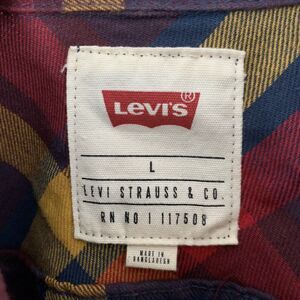 LEVI'S®
L
LEVI STRAUSS & CO.
RN NO | 117508
MADE IN
BANGLADESH